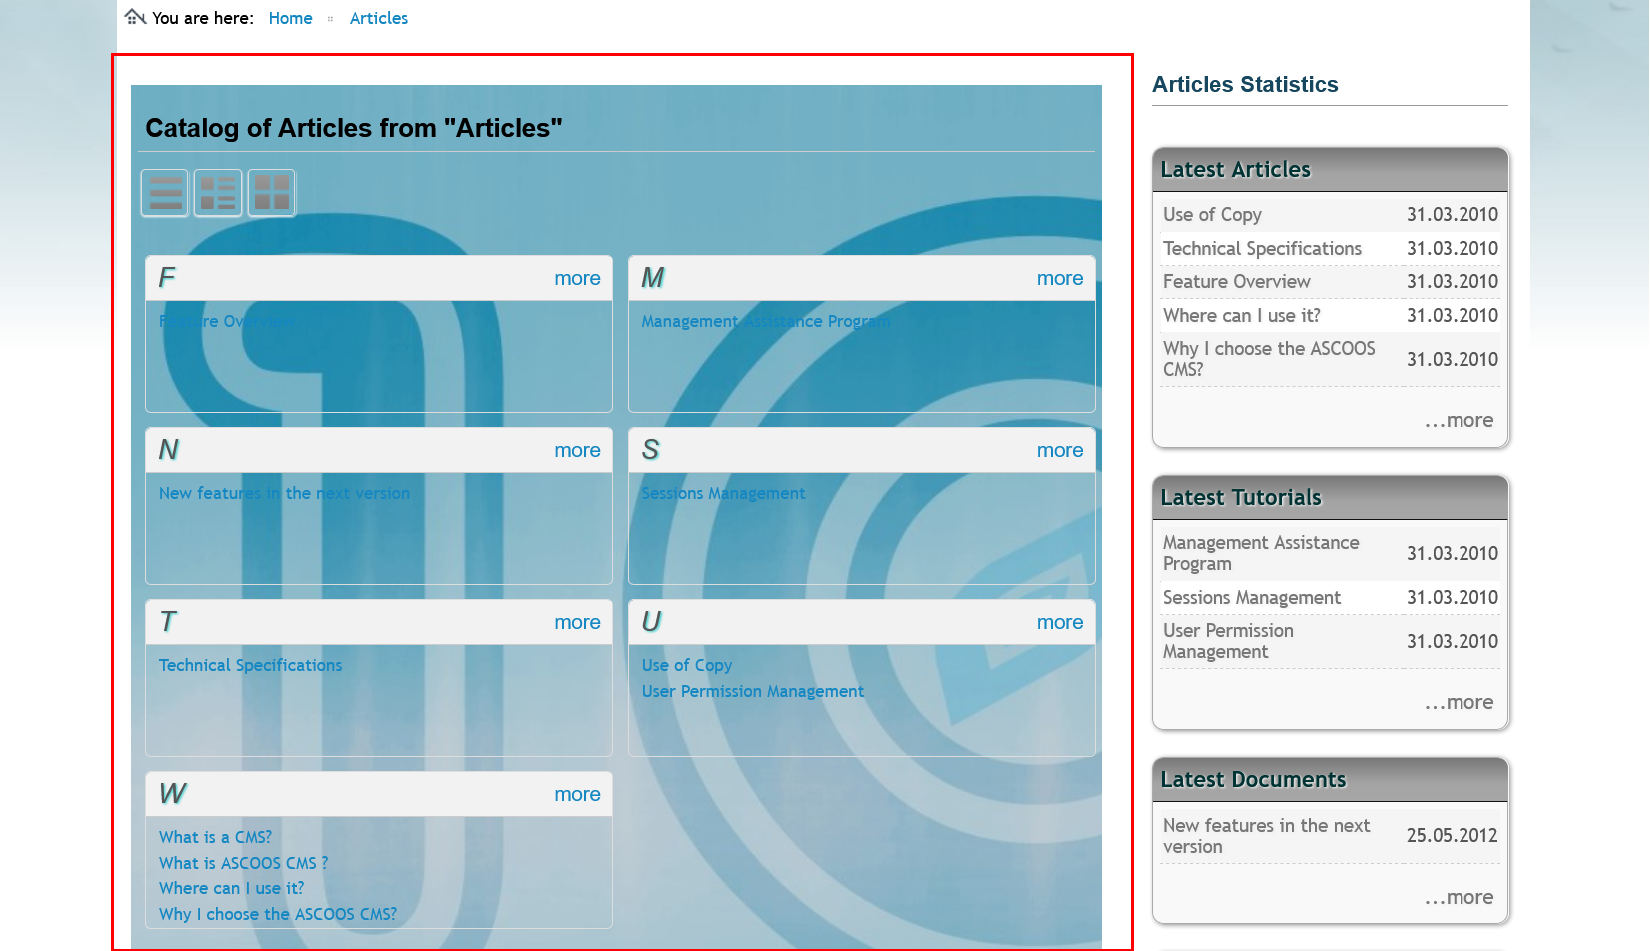 You are here: Home Articles
Catalog of Articles from "Articles"
F more
Feature Overview
M more
Management Assistance Program
N more
New features in the next version
S more
Sessions Management
T more
Technical Specifications
U more
Use of Copy
User Permission Management
W more
What is a CMS?
What is ASCOOS CMS ?
Where can I use it?
Why I choose the ASCOOS CMS?
Articles Statistics
Latest Articles
Use of Copy 31.03.2010
Technical Specifications 31.03.2010
Feature Overview 31.03.2010
Where can I use it? 31.03.2010
Why I choose the ASCOOS
CMS? 31.03.2010
...more
Latest Tutorials
Management Assistance
Program 31.03.2010
Sessions Management 31.03.2010
User Permission
Management 31.03.2010
...more
Latest Documents
New features in the next
version 25.05.2012
...more